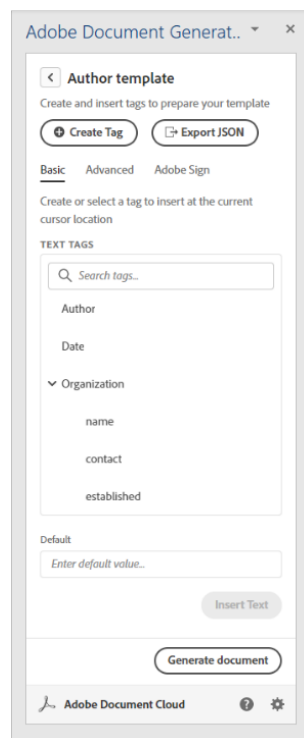 Adobe Document Generat..
Author template
Create and insert tags to prepare your template
Create Tag
Export JSON
Basic
Advanced
Adobe Sign
Create or select a tag to insert at the current
cursor location
TEXT TAGS
Search tags...
Author
Date
Organization
name
contact
established
Default
Enter default value...
Insert Text
Generate document
Adobe Document Cloud